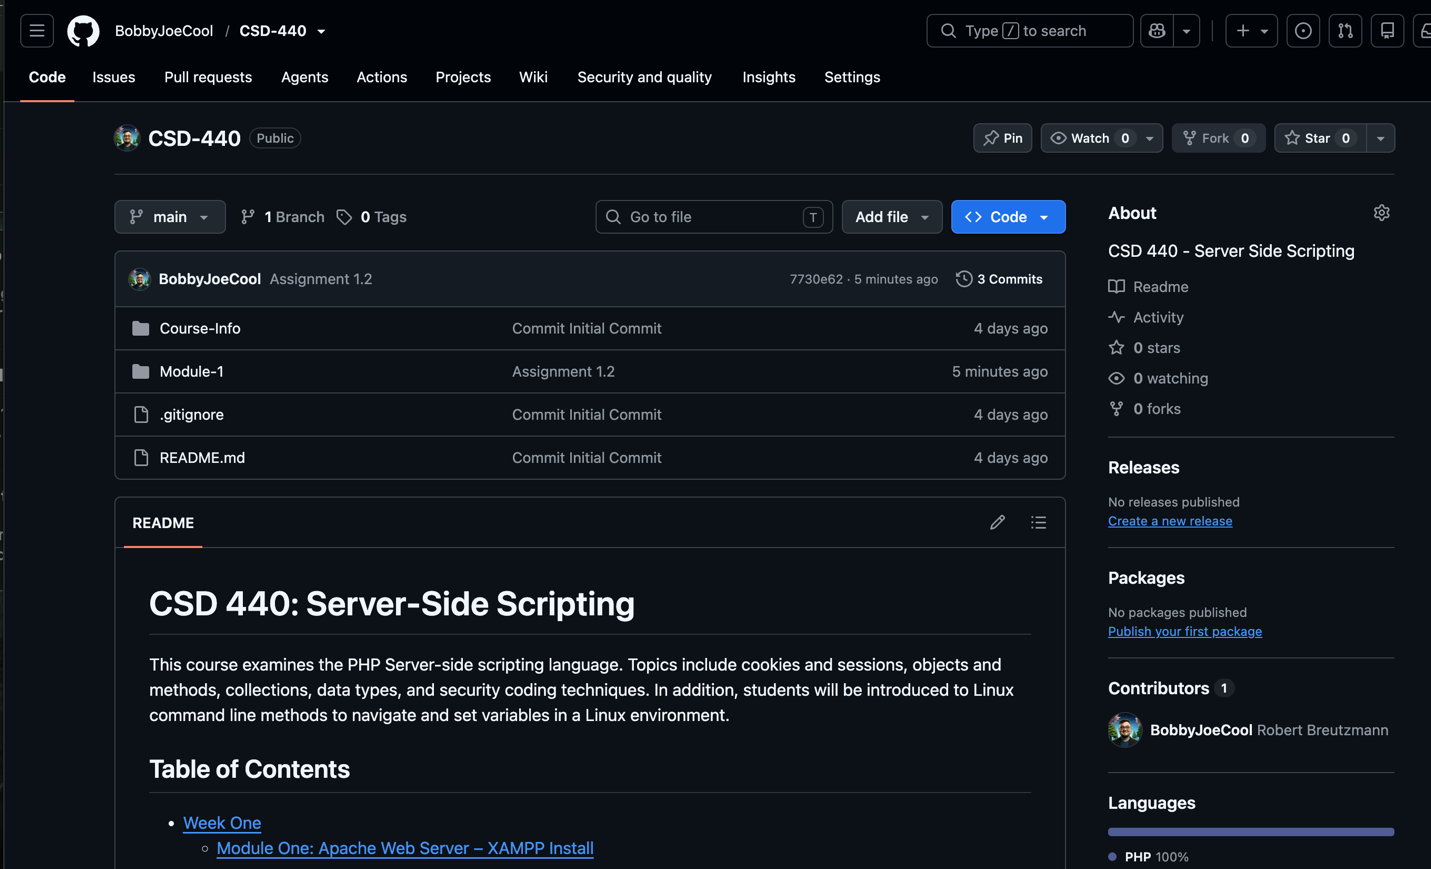 BobbyJoeCool / CSD-440
Type / to search
Code Issues Pull requests Agents Actions Projects Wiki Security and quality Insights Settings
CSD-440 Public
Pin Watch 0 Fork 0 Star 0
main 1 Branch 0 Tags Go to file T Add file Code
BobbyJoeCool Assignment 1.2 7730e62 · 5 minutes ago 3 Commits
Course-Info Commit Initial Commit 4 days ago
Module-1 Assignment 1.2 5 minutes ago
.gitignore Commit Initial Commit 4 days ago
README.md Commit Initial Commit 4 days ago
README
CSD 440: Server-Side Scripting
This course examines the PHP Server-side scripting language. Topics include cookies and sessions, objects and
methods, collections, data types, and security coding techniques. In addition, students will be introduced to Linux
command line methods to navigate and set variables in a Linux environment.
Table of Contents
Week One
Module One: Apache Web Server – XAMPP Install
About
CSD 440 - Server Side Scripting
Readme
Activity
0 stars
0 watching
0 forks
Releases
No releases published
Create a new release
Packages
No packages published
Publish your first package
Contributors 1
BobbyJoeCool Robert Breutzmann
Languages
PHP 100%